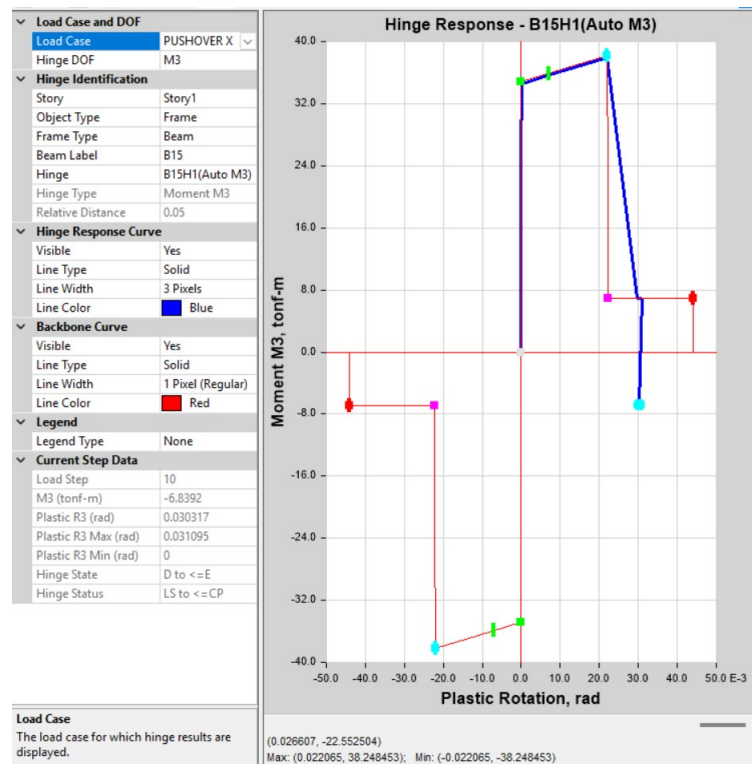 Load Case and DOF
Load Case PUSHOVER X
Hinge DOF M3
Hinge Identification
Story Story1
Object Type Frame
Frame Type Beam
Beam Label B15
Hinge B15H1(Auto M3)
Hinge Type Moment M3
Relative Distance 0.05
Hinge Response Curve
Visible Yes
Line Type Solid
Line Width 3 Pixels
Line Color Blue
Backbone Curve
Visible Yes
Line Type Solid
Line Width 1 Pixel (Regular)
Line Color Red
Legend
Legend Type None
Current Step Data
Load Step 10
M3 (tonf-m) -6.8392
Plastic R3 (rad) 0.030317
Plastic R3 Max (rad) 0.031095
Plastic R3 Min (rad) 0
Hinge State D to <=E
Hinge Status LS to <=CP
Load Case
The load case for which hinge results are
displayed.
Hinge Response - B15H1(Auto M3)
Moment M3, tonf-m
40.0
32.0
24.0
16.0
8.0
0.0
-8.0
-16.0
-24.0
-32.0
-40.0
-50.0 -40.0 -30.0 -20.0 -10.0 0.0 10.0 20.0 30.0 40.0 50.0 E-3
Plastic Rotation, rad
(0.026607, -22.552504)
Max: (0.022065, 38.248453); Min: (-0.022065, -38.248453)